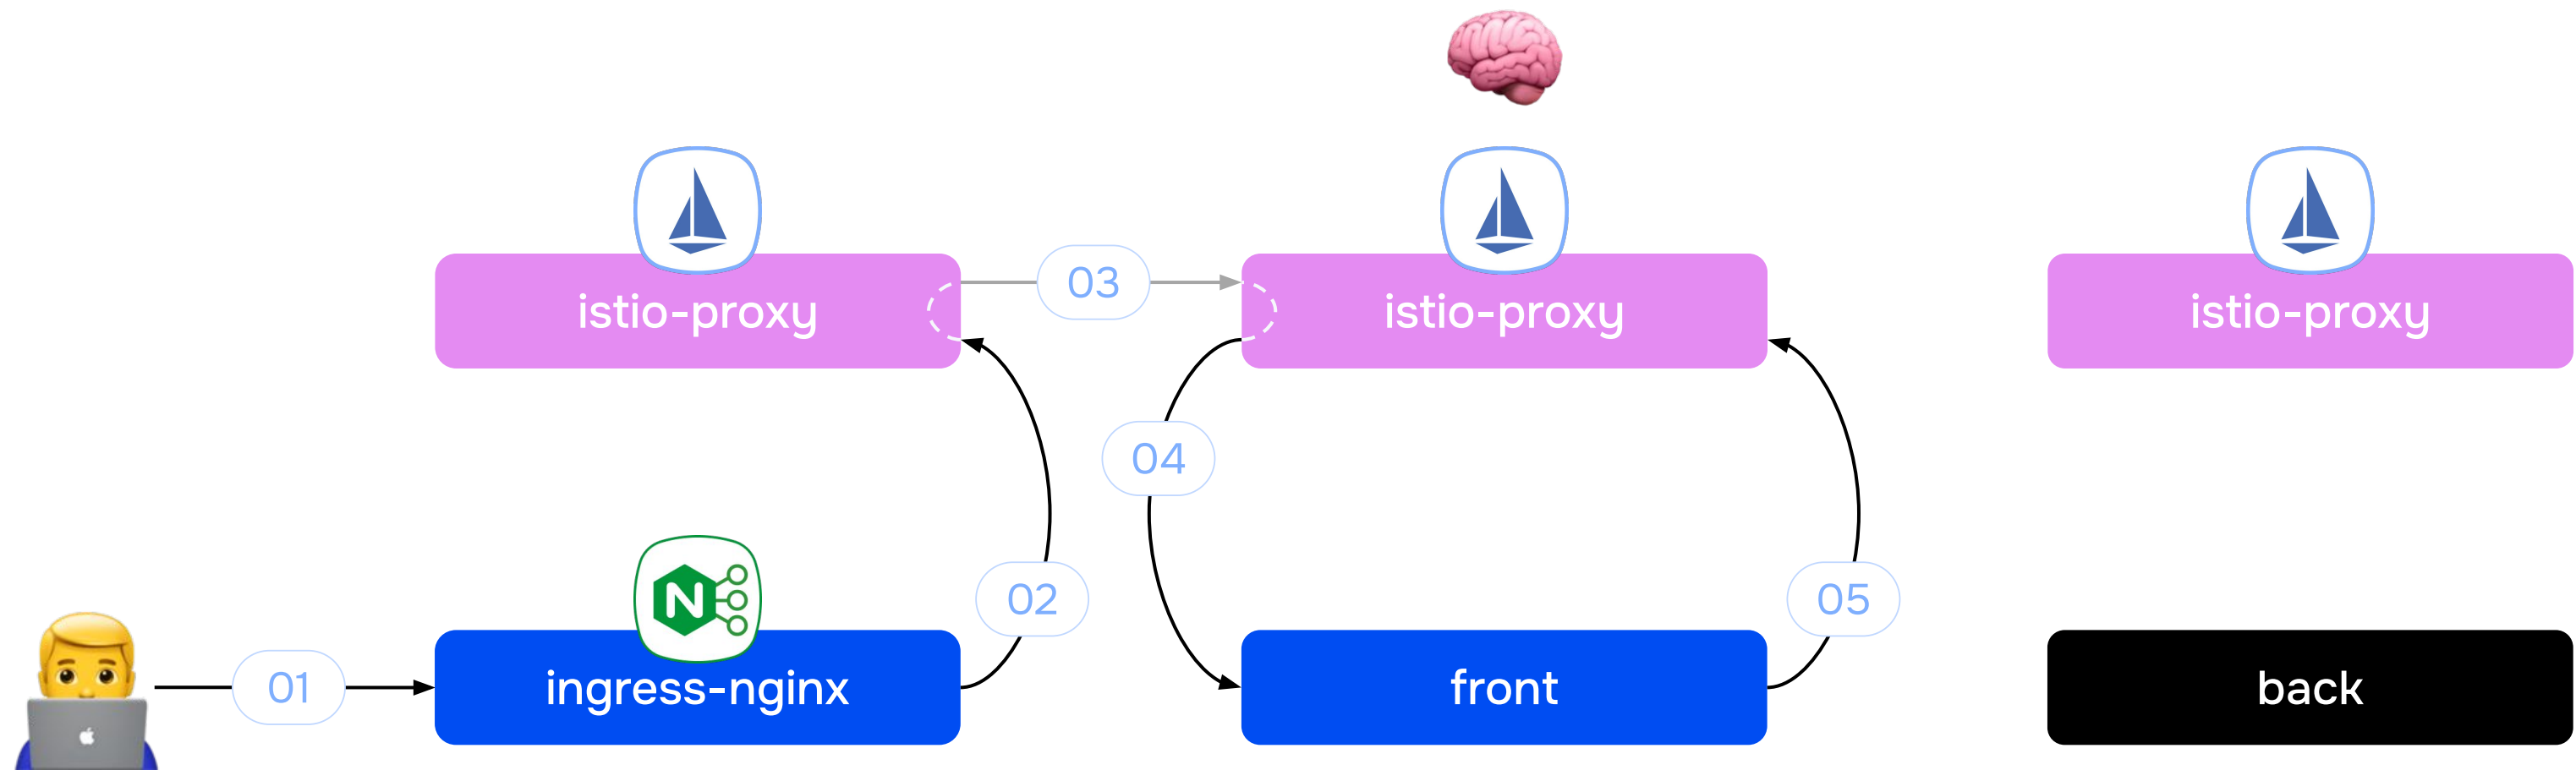 istio-proxy
03
istio-proxy
istio-proxy
04
02
05
01
N
ingress-nginx
front
back